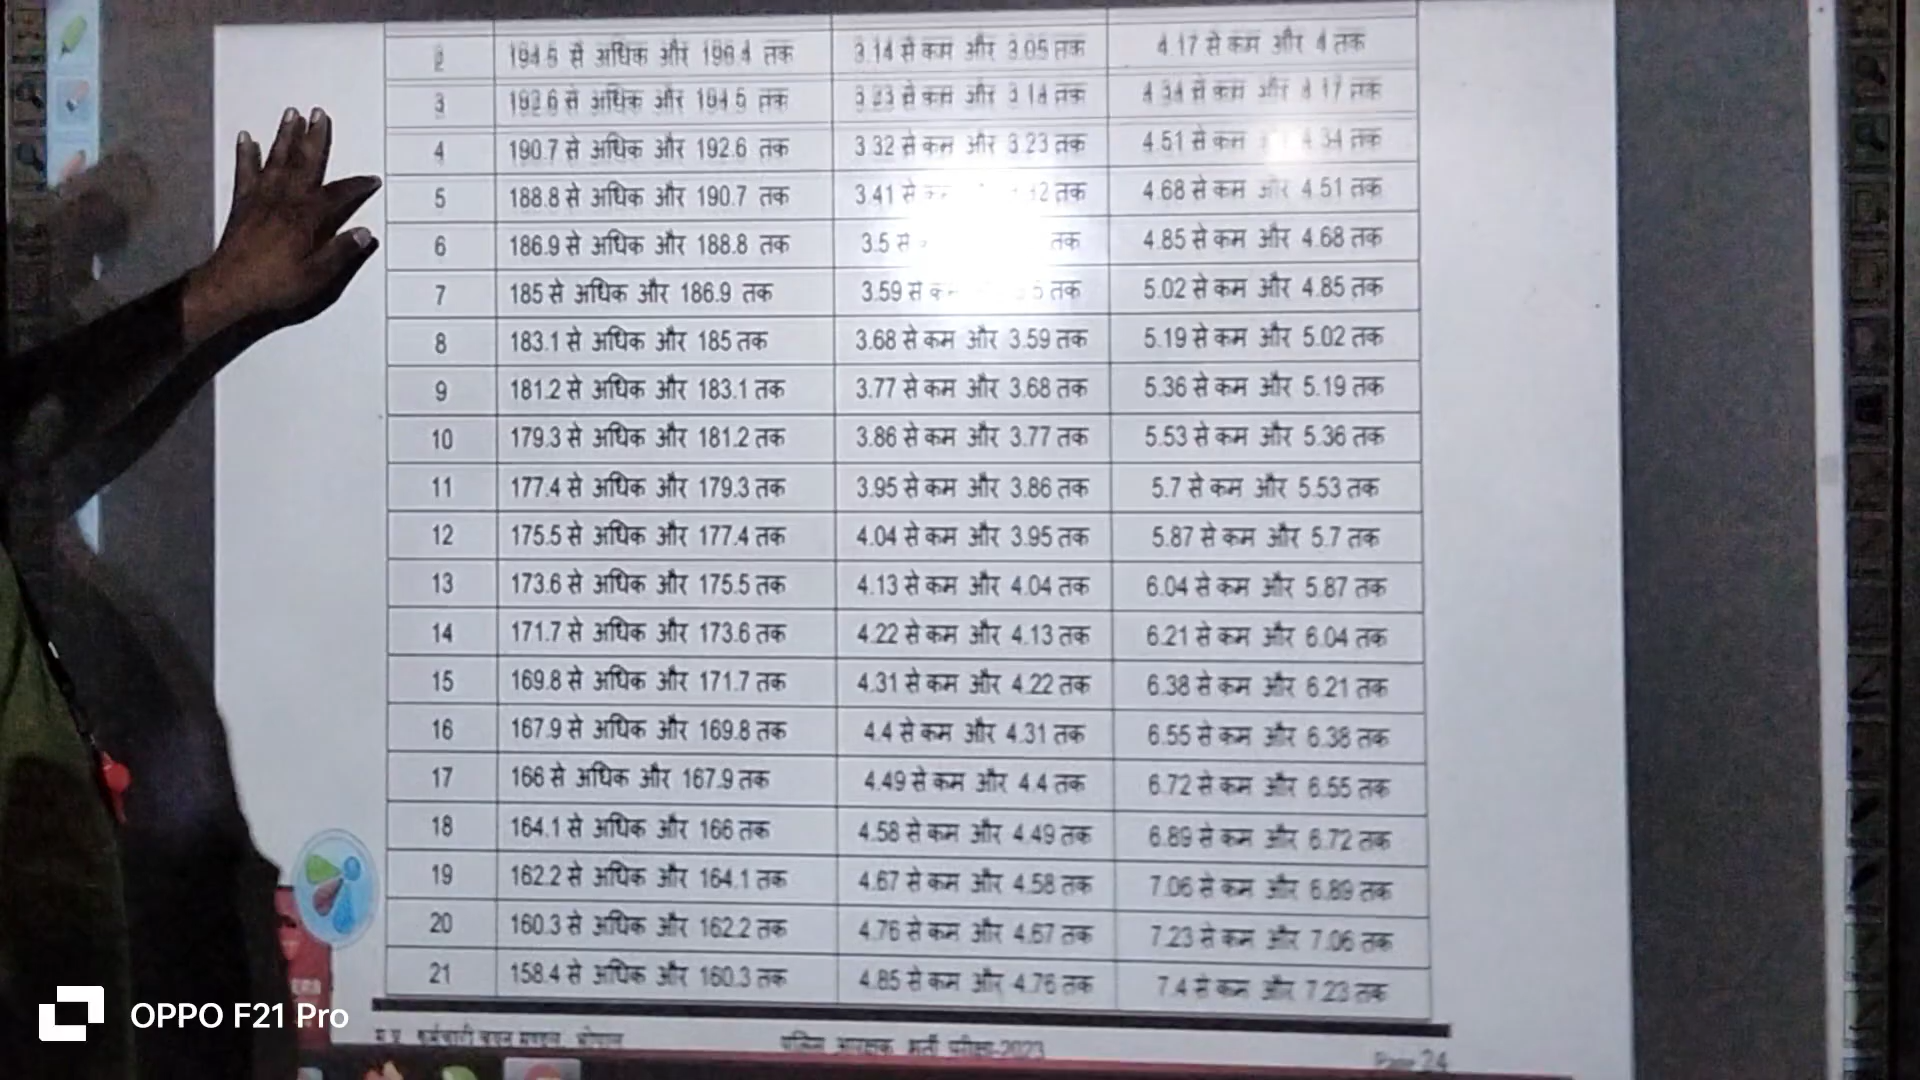 2 194.5 से अधिक और 196.4 तक 3.14 से कम और 3.05 तक 4.17 से कम और 4 तक
3 192.6 से अधिक और 194.5 तक 3.23 से कम और 3.14 तक 4.34 से कम और 4.17 तक
4 190.7 से अधिक और 192.6 तक 3.32 से कम और 3.23 तक 4.51 से कम 4.34 तक
5 188.8 से अधिक और 190.7 तक 3.41 से तक 4.68 से कम और 4.51 तक
6 186.9 से अधिक और 188.8 तक 3.5 से तक 4.85 से कम और 4.68 तक
7 185 से अधिक और 186.9 तक 3.59 से तक 5.02 से कम और 4.85 तक
8 183.1 से अधिक और 185 तक 3.68 से कम और 3.59 तक 5.19 से कम और 5.02 तक
9 181.2 से अधिक और 183.1 तक 3.77 से कम और 3.68 तक 5.36 से कम और 5.19 तक
10 179.3 से अधिक और 181.2 तक 3.86 से कम और 3.77 तक 5.53 से कम और 5.36 तक
11 177.4 से अधिक और 179.3 तक 3.95 से कम और 3.86 तक 5.7 से कम और 5.53 तक
12 175.5 से अधिक और 177.4 तक 4.04 से कम और 3.95 तक 5.87 से कम और 5.7 तक
13 173.6 से अधिक और 175.5 तक 4.13 से कम और 4.04 तक 6.04 से कम और 5.87 तक
14 171.7 से अधिक और 173.6 तक 4.22 से कम और 4.13 तक 6.21 से कम और 6.04 तक
15 169.8 से अधिक और 171.7 तक 4.31 से कम और 4.22 तक 6.38 से कम और 6.21 तक
16 167.9 से अधिक और 169.8 तक 4.4 से कम और 4.31 तक 6.55 से कम और 6.38 तक
17 166 से अधिक और 167.9 तक 4.49 से कम और 4.4 तक 6.72 से कम और 6.55 तक
18 164.1 से अधिक और 166 तक 4.58 से कम और 4.49 तक 6.89 से कम और 6.72 तक
19 162.2 से अधिक और 164.1 तक 4.67 से कम और 4.58 तक 7.06 से कम और 6.89 तक
20 160.3 से अधिक और 162.2 तक 4.76 से कम और 4.67 तक 7.23 से कम और 7.06 तक
21 158.4 से अधिक और 160.3 तक 4.85 से कम और 4.76 तक 7.4 से कम और 7.23 तक
म.प्र. कर्मचारी चयन मण्डल, भोपाल पुलिस आरक्षक भर्ती परीक्षा-2023 Page 24
OPPO F21 Pro